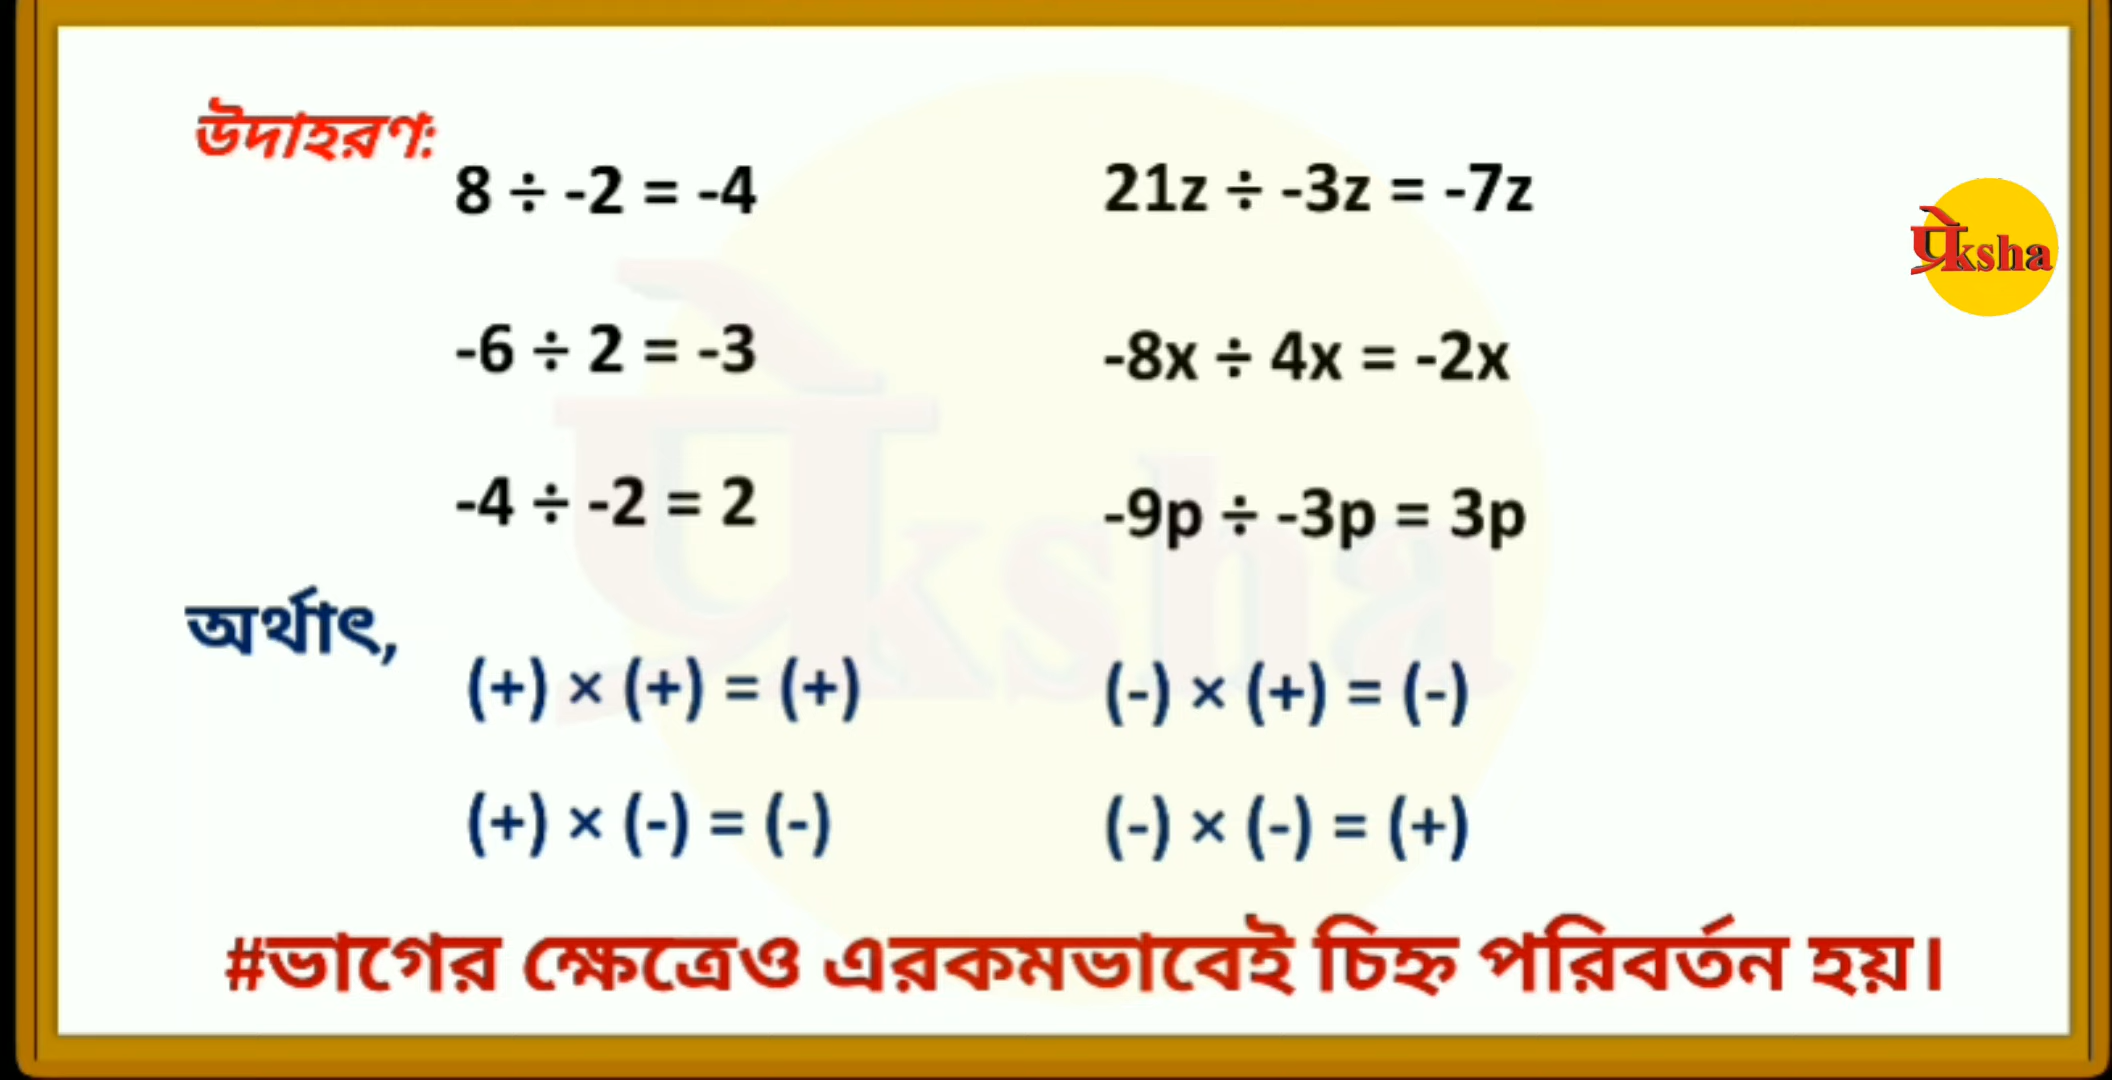 উদাহরণ:
8 ÷ -2 = -4
21z ÷ -3z = -7z
प्रेksha
-6 ÷ 2 = -3
-8x ÷ 4x = -2x
-4 ÷ -2 = 2
-9p ÷ -3p = 3p
অর্থাৎ,
(+) × (+) = (+)
(-) × (+) = (-)
(+) × (-) = (-)
(-) × (-) = (+)
#ভাগের ক্ষেত্রেও এরকমভাবেই চিহ্ন পরিবর্তন হয়।